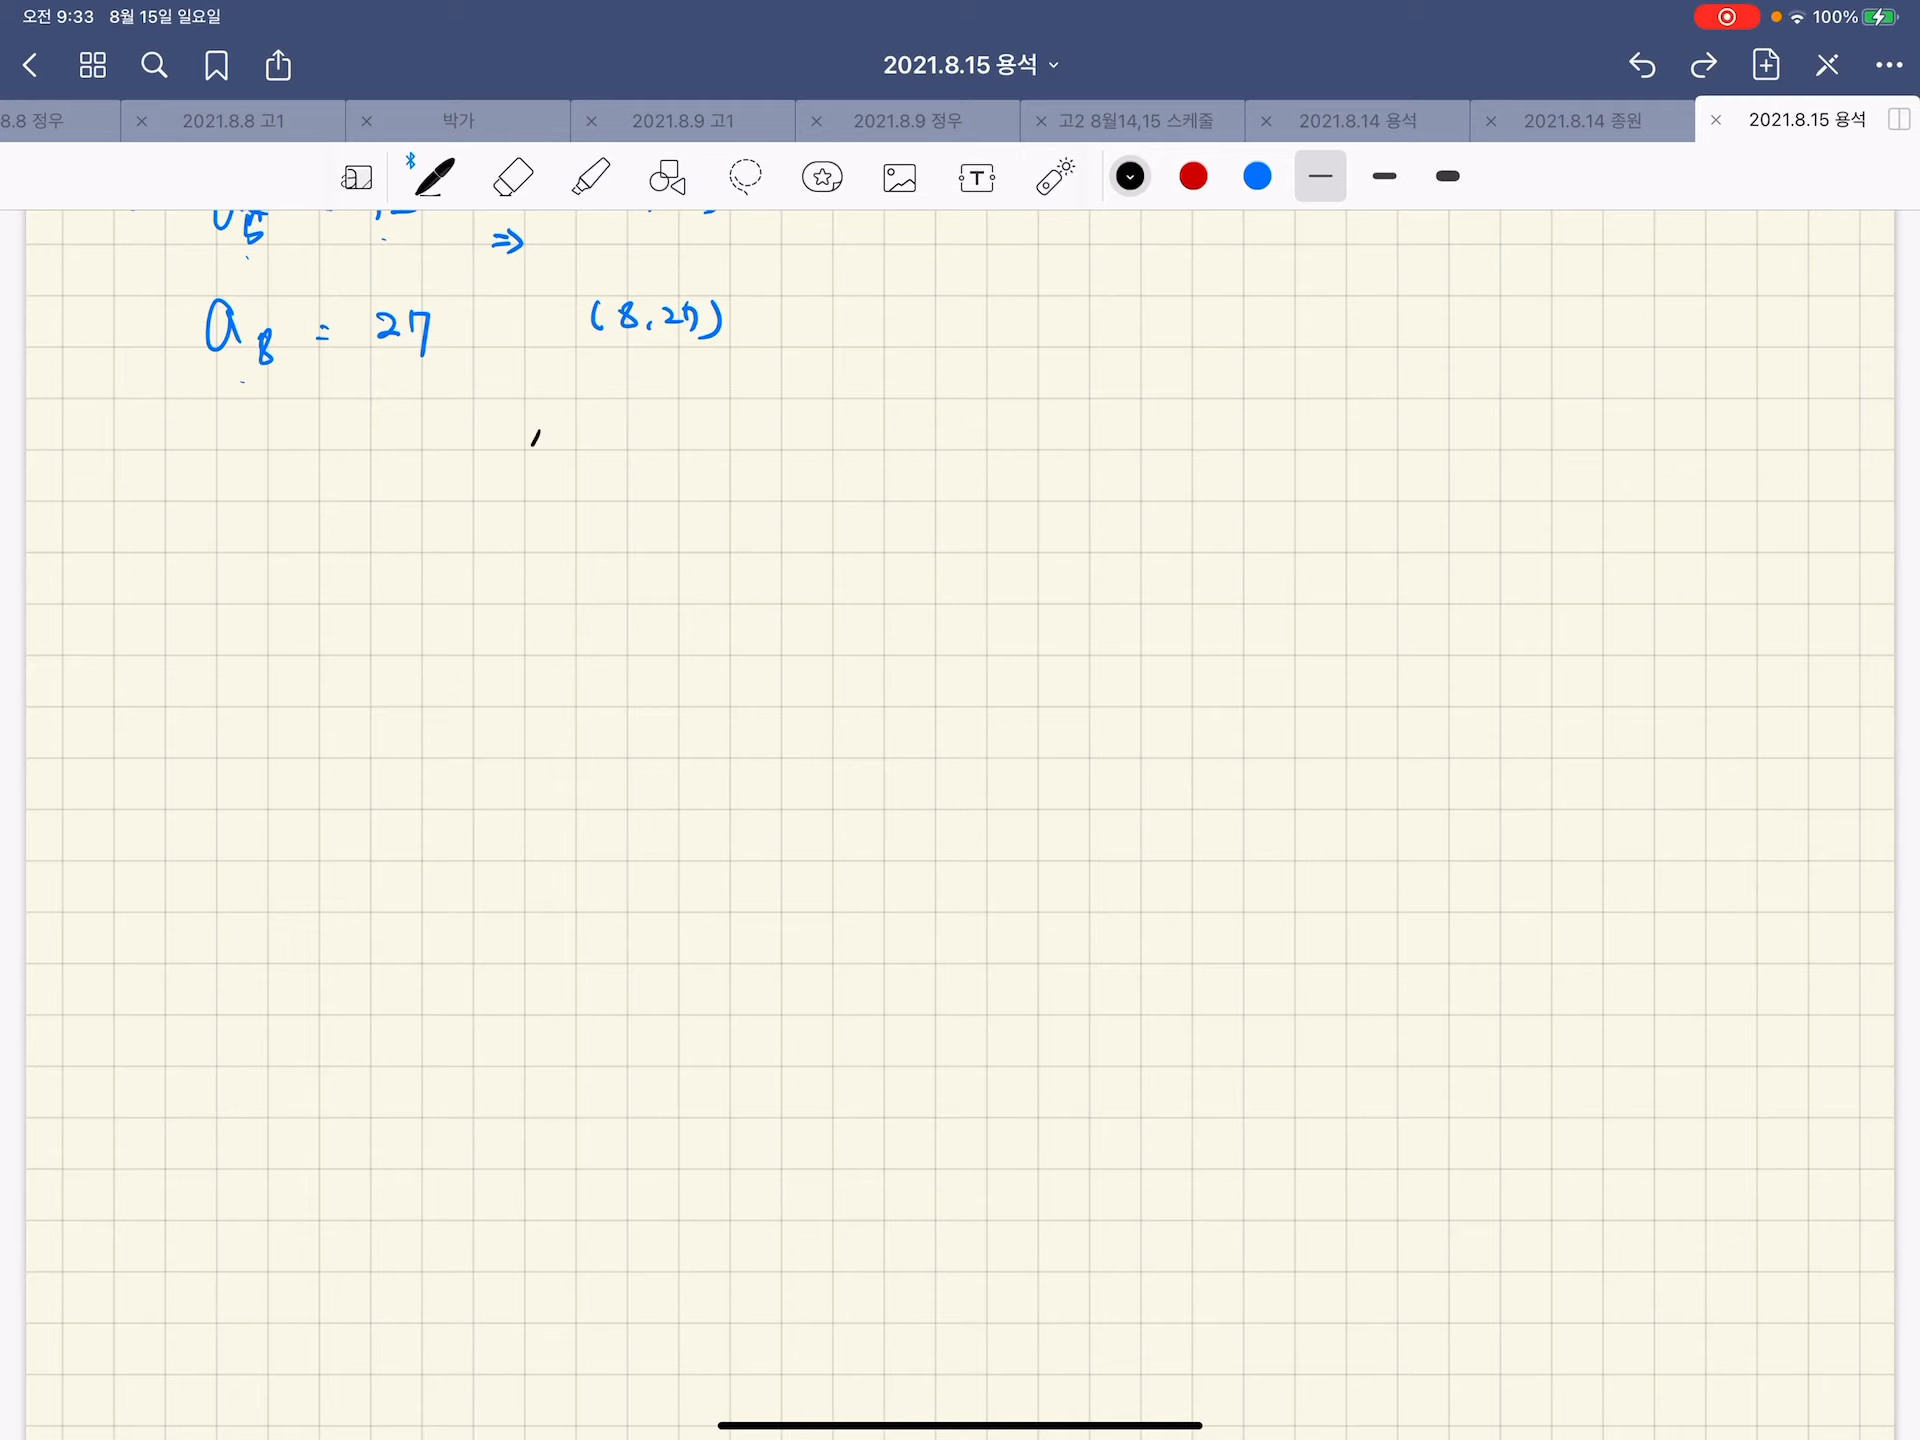 오전 9:33 8월 15일 일요일
100%
2021.8.15 용석
8.8 정우
2021.8.8 고1
박가
2021.8.9 고1
2021.8.9 정우
고2 8월14,15 스케줄
2021.8.14 용석
2021.8.14 종원
2021.8.15 용석
⇒
a₈ = 27 (8, 27)